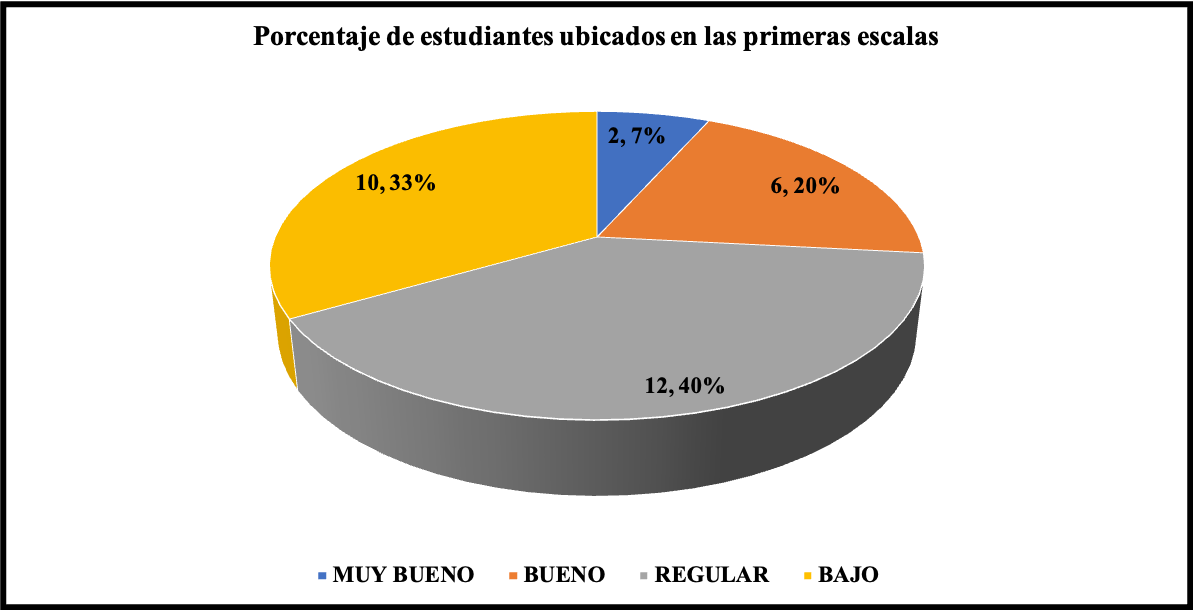 Porcentaje de estudiantes ubicados en las primeras escalas
2, 7%
10, 33%
6, 20%
12, 40%
MUY BUENO BUENO REGULAR BAJO